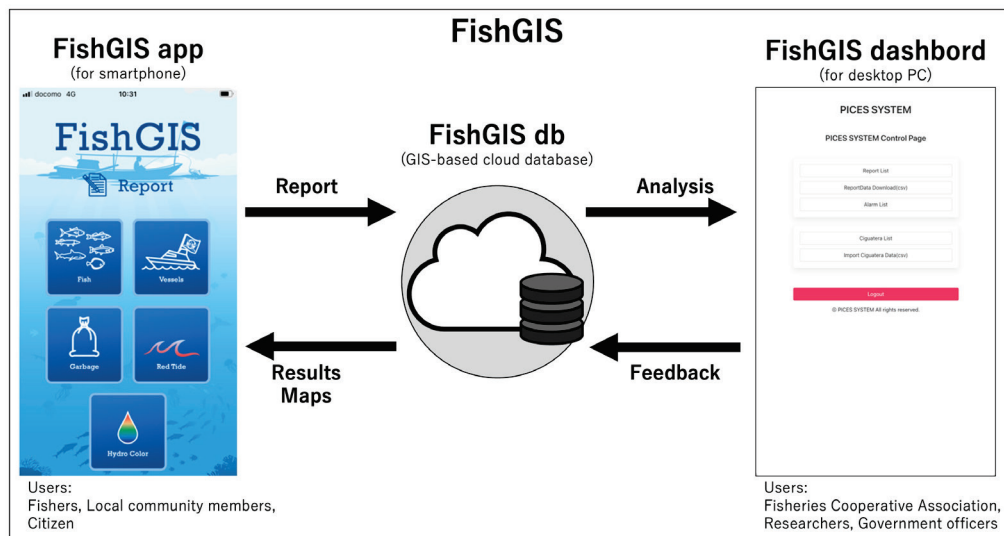 FishGIS
FishGIS app
(for smartphone)
docomo 4G 10:31
FishGIS
Report
Fish
Vessels
Garbage
Red Tide
Hydro Color
Users:
Fishers, Local community members,
Citizen
Report
Results
Maps
FishGIS db
(GIS-based cloud database)
Analysis
Feedback
FishGIS dashbord
(for desktop PC)
PICES SYSTEM
PICES SYSTEM Control Page
Report List
ReportData Download(csv)
Alarm List
Ciguatera List
Import Ciguatera Data(csv)
Logout
© PICES SYSTEM All rights reserved.
Users:
Fisheries Cooperative Association,
Researchers, Government officers